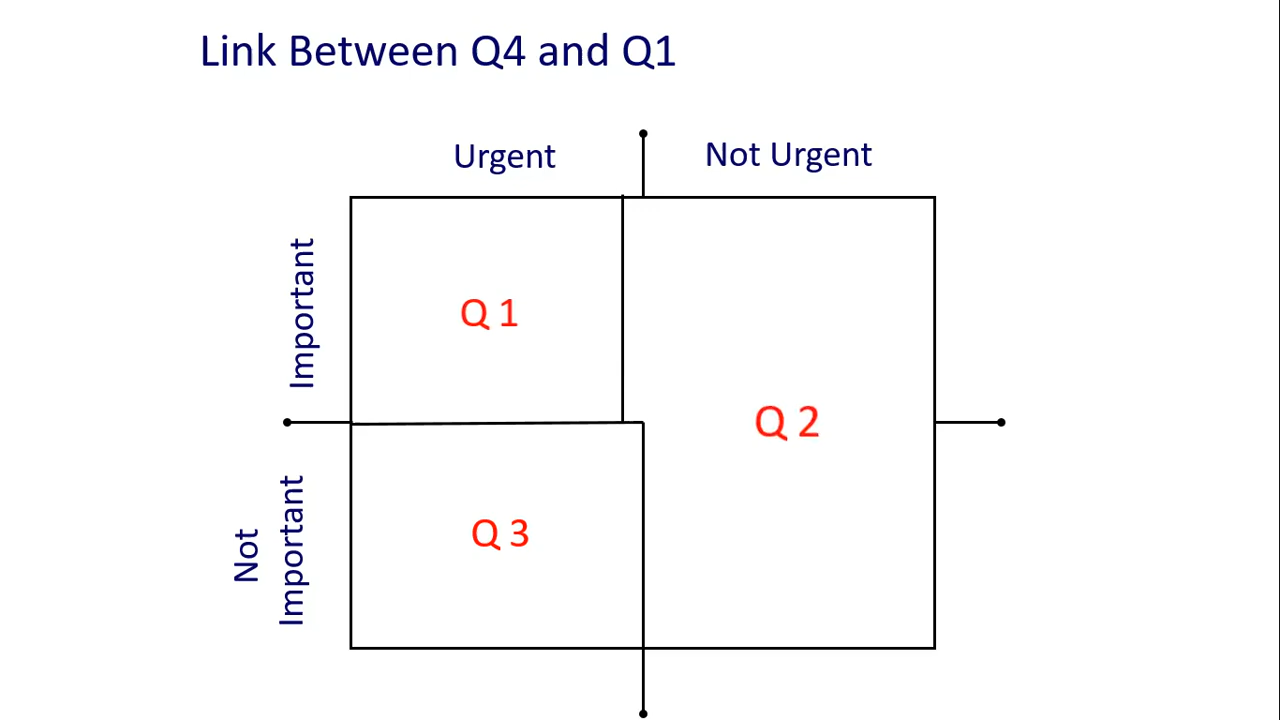 Link Between Q4 and Q1
Urgent
Not Urgent
Important
Q 1
Q 2
Not
Important
Q 3